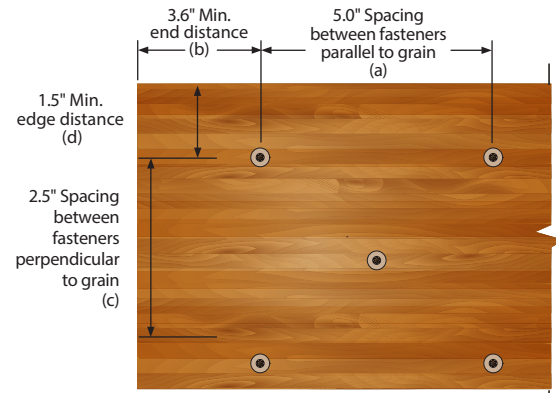 3.6" Min.
end distance
(b)
5.0" Spacing
between fasteners
parallel to grain
(a)
1.5" Min.
edge distance
(d)
2.5" Spacing
between
fasteners
perpendicular
to grain
(c)